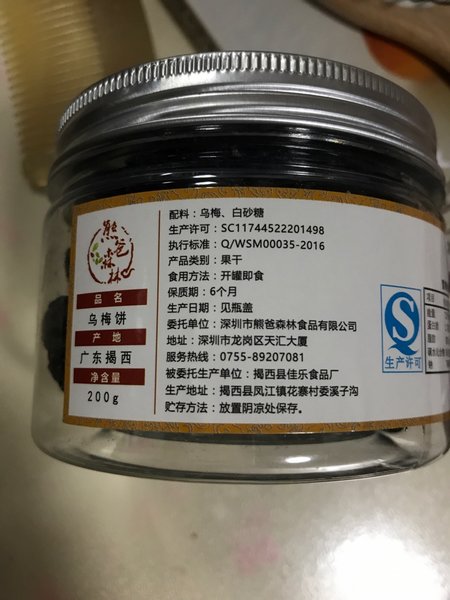 熊爸森林
品名
乌梅饼
产地
广东揭西
净含量
200g
配料：乌梅、白砂糖
生产许可：SC11744522201498
执行标准：Q/WSM00035-2016
产品类别：果干
食用方法：开罐即食
保质期：6个月
生产日期：见瓶盖
委托单位：深圳市熊爸森林食品有限公司
地址：深圳市龙岗区天汇大厦
服务热线：0755-89207081
被委托生产单位：揭西县佳乐食品厂
生产地址：揭西县凤江镇花寨村委溪子沟
贮存方法：放置阴凉处保存。
生产许可
项目